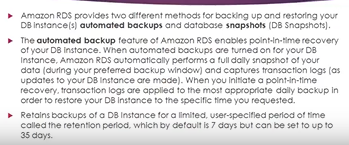 Amazon RDS provides two different methods for backing up and restoring your
DB Instance(s) automated backups and database snapshots (DB Snapshots).
The automated backup feature of Amazon RDS enables point-in-time recovery
of your DB Instance. When automated backups are turned on for your DB
Instance, Amazon RDS automatically performs a full daily snapshot of your
data (during your preferred backup window) and captures transaction logs (as
updates to your DB Instance are made). When you initiate a point-in-time
recovery, transaction logs are applied to the most appropriate daily backup in
order to restore your DB Instance to the specific time you requested.
Retains backups of a DB Instance for a limited, user-specified period of time
called the retention period, which by default is 7 days but can be set to up to
35 days.